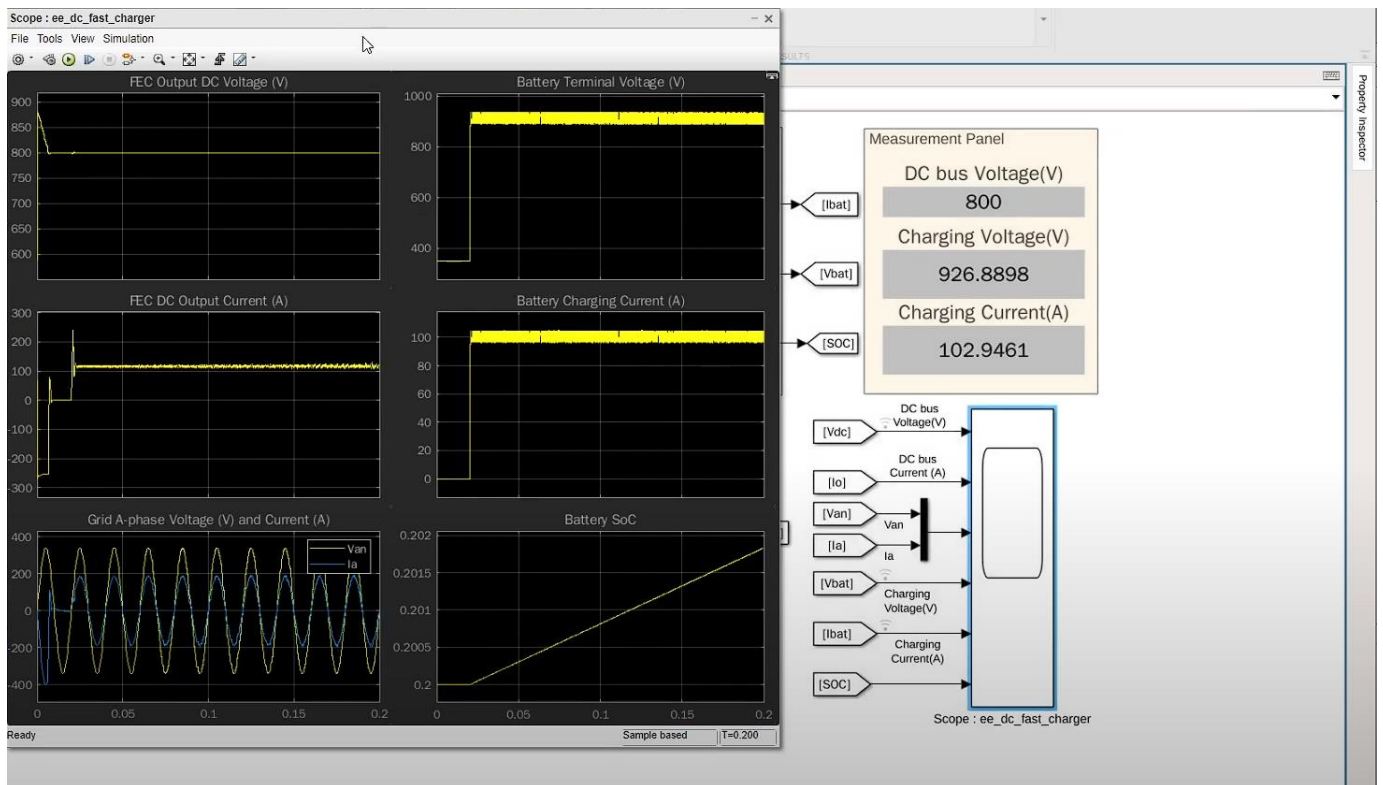 Scope : ee_dc_fast_charger
File Tools View Simulation
FEC Output DC Voltage (V)
900
850
800
750
700
650
600
Battery Terminal Voltage (V)
1000
800
600
400
FEC DC Output Current (A)
300
200
100
0
-100
-200
-300
Battery Charging Current (A)
100
80
60
40
20
0
Grid A-phase Voltage (V) and Current (A)
Van
Ia
400
200
0
-200
-400
0 0.05 0.1 0.15 0.2
Battery SoC
0.202
0.2015
0.201
0.2005
0.2
0 0.05 0.1 0.15 0.2
Ready
Sample based
T=0.200
Property Inspector
[Ibat]
[Vbat]
[SOC]
Measurement Panel
DC bus Voltage(V)
800
Charging Voltage(V)
926.8898
Charging Current(A)
102.9461
[Vdc]
DC bus
Voltage(V)
[Io]
DC bus
Current (A)
[Van]
Van
[Ia]
Ia
[Vbat]
Charging
Voltage(V)
[Ibat]
Charging
Current(A)
[SOC]
Scope : ee_dc_fast_charger